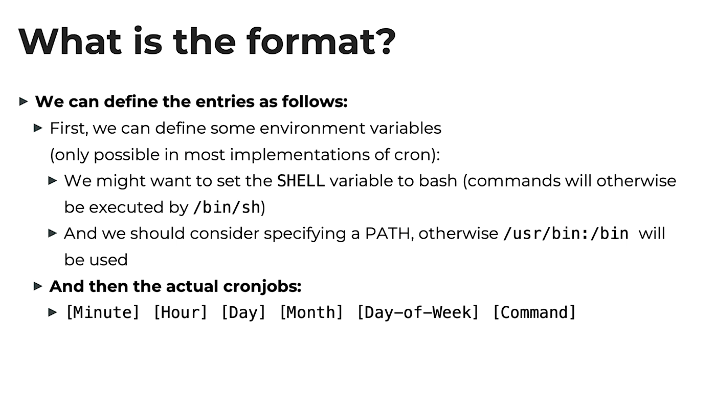 What is the format?
We can define the entries as follows:
First, we can define some environment variables
(only possible in most implementations of cron):
We might want to set the SHELL variable to bash (commands will otherwise
be executed by /bin/sh)
And we should consider specifying a PATH, otherwise /usr/bin:/bin will
be used
And then the actual cronjobs:
[Minute] [Hour] [Day] [Month] [Day-of-Week] [Command]